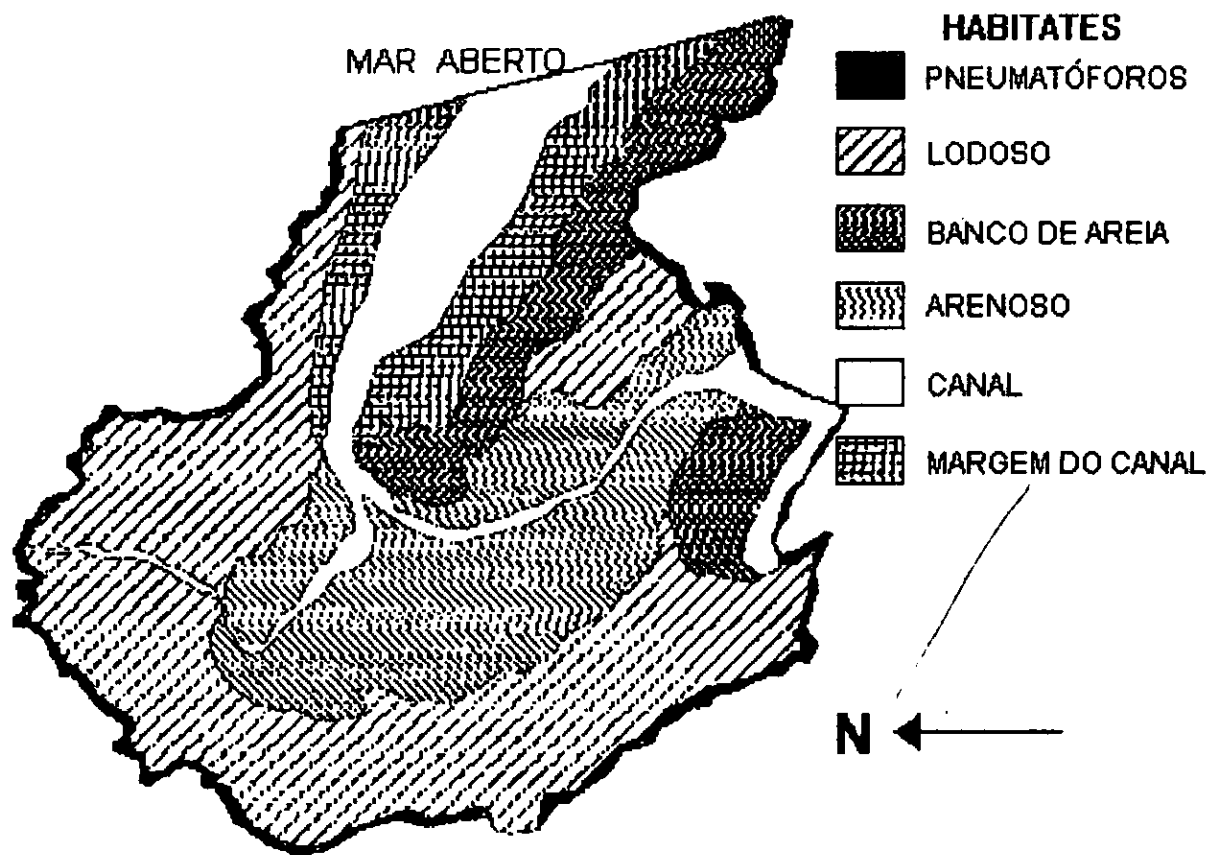 MAR ABERTO
HABITATES
PNEUMATÓFOROS
LODOSO
BANCO DE AREIA
ARENOSO
CANAL
MARGEM DO CANAL
N